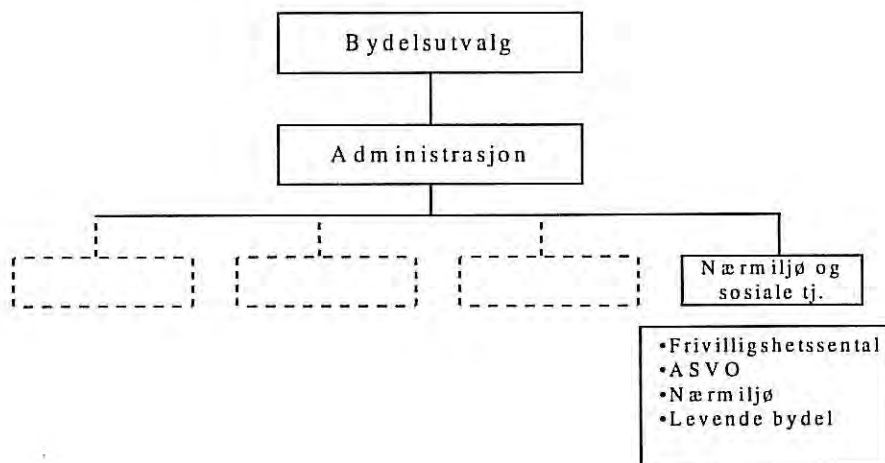 Bydelsutvalg
Administrasjon
Nærmiljø og
sosiale tj.
•Frivilligshetssental
•ASVO
•Nærmiljø
•Levende bydel